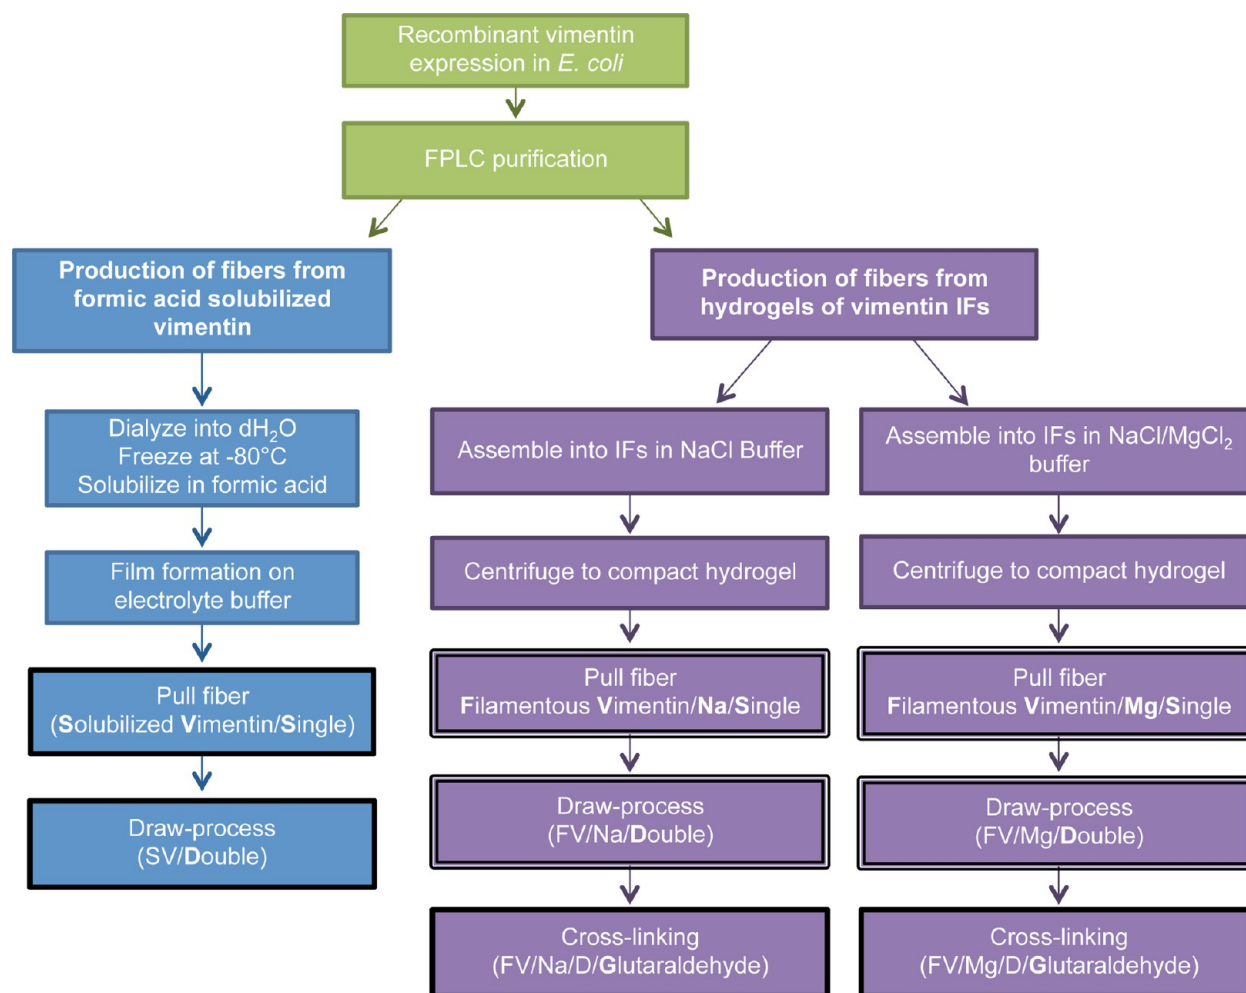 Recombinant vimentin
expression in E. coli
FPLC purification
Production of fibers from
formic acid solubilized
vimentin
Dialyze into dH₂O
Freeze at -80°C
Solubilize in formic acid
Film formation on
electrolyte buffer
Pull fiber
(Solubilized Vimentin/Single)
Draw-process
(SV/Double)
Production of fibers from
hydrogels of vimentin IFs
Assemble into IFs in NaCl Buffer
Centrifuge to compact hydrogel
Pull fiber
Filamentous Vimentin/Na/Single
Draw-process
(FV/Na/Double)
Cross-linking
(FV/Na/D/Glutaraldehyde)
Assemble into IFs in NaCl/MgCl₂
buffer
Centrifuge to compact hydrogel
Pull fiber
Filamentous Vimentin/Mg/Single
Draw-process
(FV/Mg/Double)
Cross-linking
(FV/Mg/D/Glutaraldehyde)